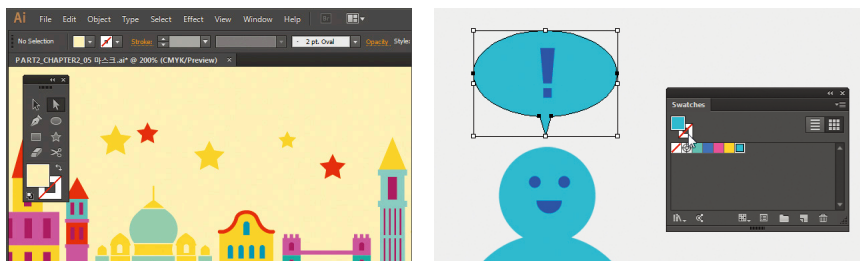 Ai File Edit Object Type Select Effect View Window Help Br
No Selection Stroke: 2 pt. Oval Opacity Style:
PART2_CHAPTER2_05 마스크.ai* @ 200% (CMYK/Preview) ×
!
Swatches